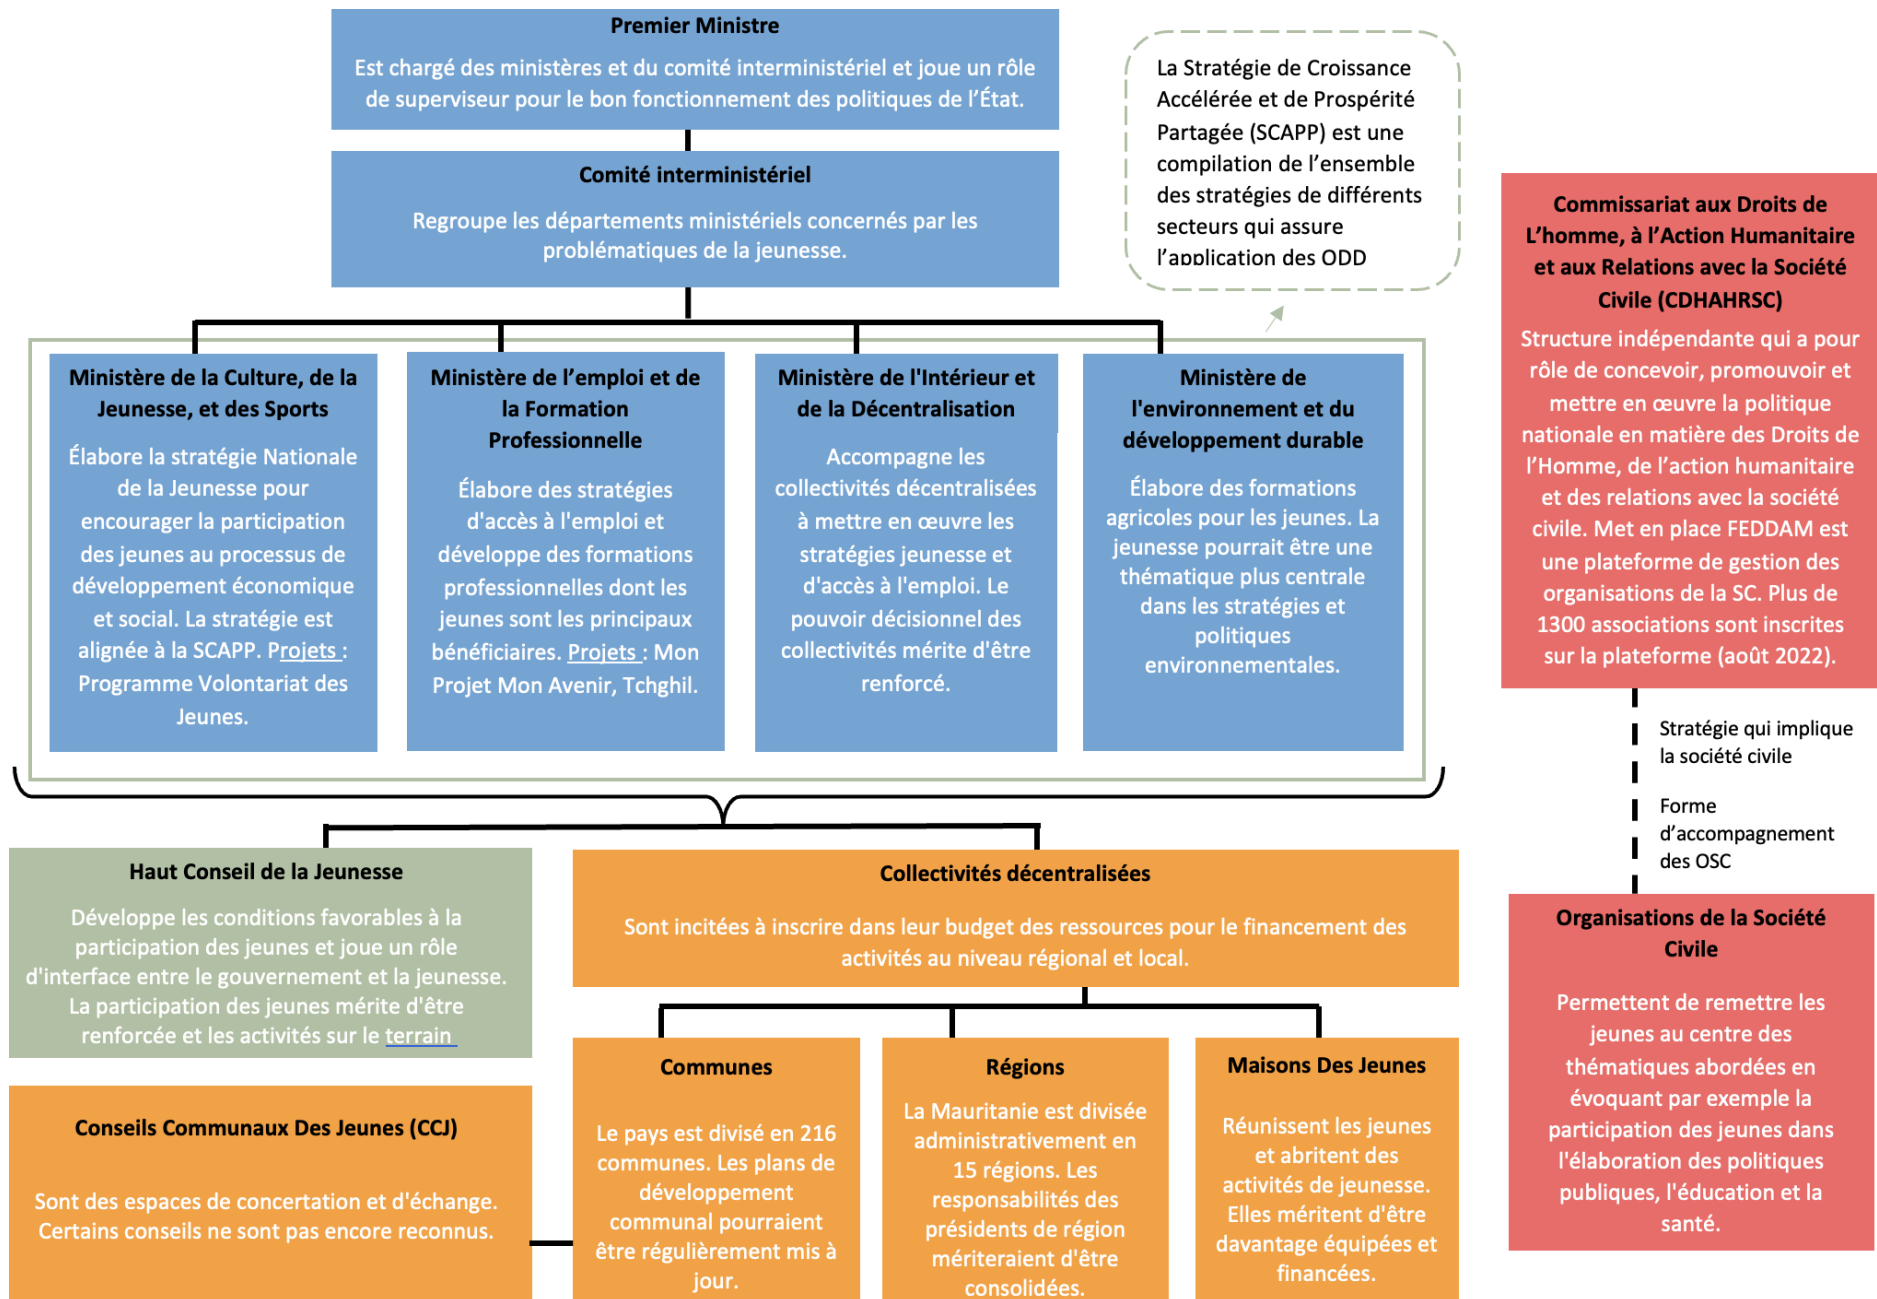 Premier Ministre
Est chargé des ministères et du comité interministériel et joue un rôle
de superviseur pour le bon fonctionnement des politiques de l’État.
Comité interministériel
Regroupe les départements ministériels concernés par les
problématiques de la jeunesse.
La Stratégie de Croissance
Accélérée et de Prospérité
Partagée (SCAPP) est une
compilation de l’ensemble
des stratégies de différents
secteurs qui assure
l’application des ODD
Ministère de la Culture, de la
Jeunesse, et des Sports
Élabore la stratégie Nationale
de la Jeunesse pour
encourager la participation
des jeunes au processus de
développement économique
et social. La stratégie est
alignée à la SCAPP. Projets :
Programme Volontariat des
Jeunes.
Ministère de l’emploi et de
la Formation
Professionnelle
Élabore des stratégies
d'accès à l'emploi et
développe des formations
professionnelles dont les
jeunes sont les principaux
bénéficiaires. Projets : Mon
Projet Mon Avenir, Tchghil.
Ministère de l'Intérieur et
de la Décentralisation
Accompagne les
collectivités décentralisées
à mettre en œuvre les
stratégies jeunesse et
d'accès à l'emploi. Le
pouvoir décisionnel des
collectivités mérite d'être
renforcé.
Ministère de
l'environnement et du
développement durable
Élabore des formations
agricoles pour les jeunes. La
jeunesse pourrait être une
thématique plus centrale
dans les stratégies et
politiques
environnementales.
Commissariat aux Droits de
L’homme, à l’Action Humanitaire
et aux Relations avec la Société
Civile (CDHAHRSC)
Structure indépendante qui a pour
rôle de concevoir, promouvoir et
mettre en œuvre la politique
nationale en matière des Droits de
l’Homme, de l’action humanitaire
et des relations avec la société
civile. Met en place FEDDAM est
une plateforme de gestion des
organisations de la SC. Plus de
1300 associations sont inscrites
sur la plateforme (août 2022).
Stratégie qui implique
la société civile
Forme
d’accompagnement
des OSC
Organisations de la Société
Civile
Permettent de remettre les
jeunes au centre des
thématiques abordées en
évoquant par exemple la
participation des jeunes dans
l'élaboration des politiques
publiques, l'éducation et la
santé.
Haut Conseil de la Jeunesse
Développe les conditions favorables à la
participation des jeunes et joue un rôle
d'interface entre le gouvernement et la jeunesse.
La participation des jeunes mérite d'être
renforcée et les activités sur le terrain
Collectivités décentralisées
Sont incitées à inscrire dans leur budget des ressources pour le financement des
activités au niveau régional et local.
Conseils Communaux Des Jeunes (CCJ)
Sont des espaces de concertation et d'échange.
Certains conseils ne sont pas encore reconnus.
Communes
Le pays est divisé en 216
communes. Les plans de
développement
communal pourraient
être régulièrement mis à
jour.
Régions
La Mauritanie est divisée
administrativement en
15 régions. Les
responsabilités des
présidents de région
mériteraient d'être
consolidées.
Maisons Des Jeunes
Réunissent les jeunes
et abritent des
activités de jeunesse.
Elles méritent d'être
davantage équipées et
financées.